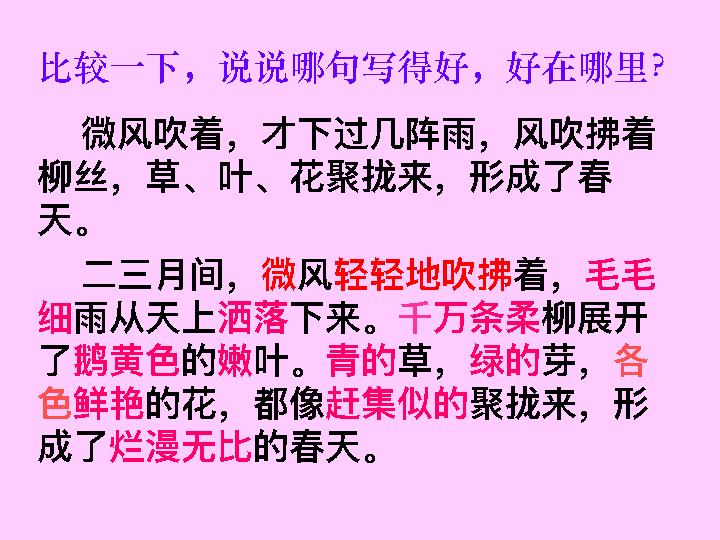 比较一下，说说哪句写得好，好在哪里?
微风吹着，才下过几阵雨，风吹拂着
柳丝，草、叶、花聚拢来，形成了春
天。
二三月间，微风轻轻地吹拂着，毛毛
细雨从天上洒落下来。千万条柔柳展开
了鹅黄色的嫩叶。青的草，绿的芽，各
色鲜艳的花，都像赶集似的聚拢来，形
成了烂漫无比的春天。